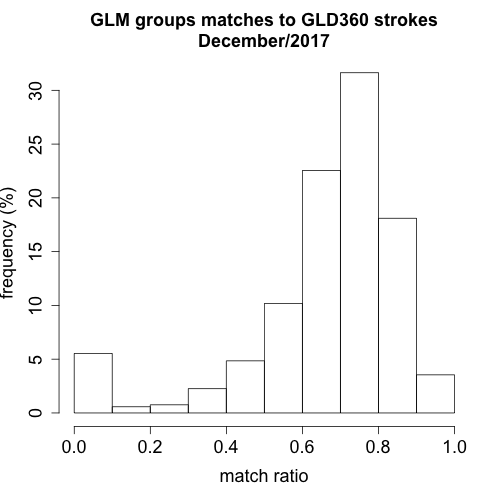 GLM groups matches to GLD360 strokes
December/2017
frequency (%)
30
25
20
15
10
5
0
0.0 0.2 0.4 0.6 0.8 1.0
match ratio